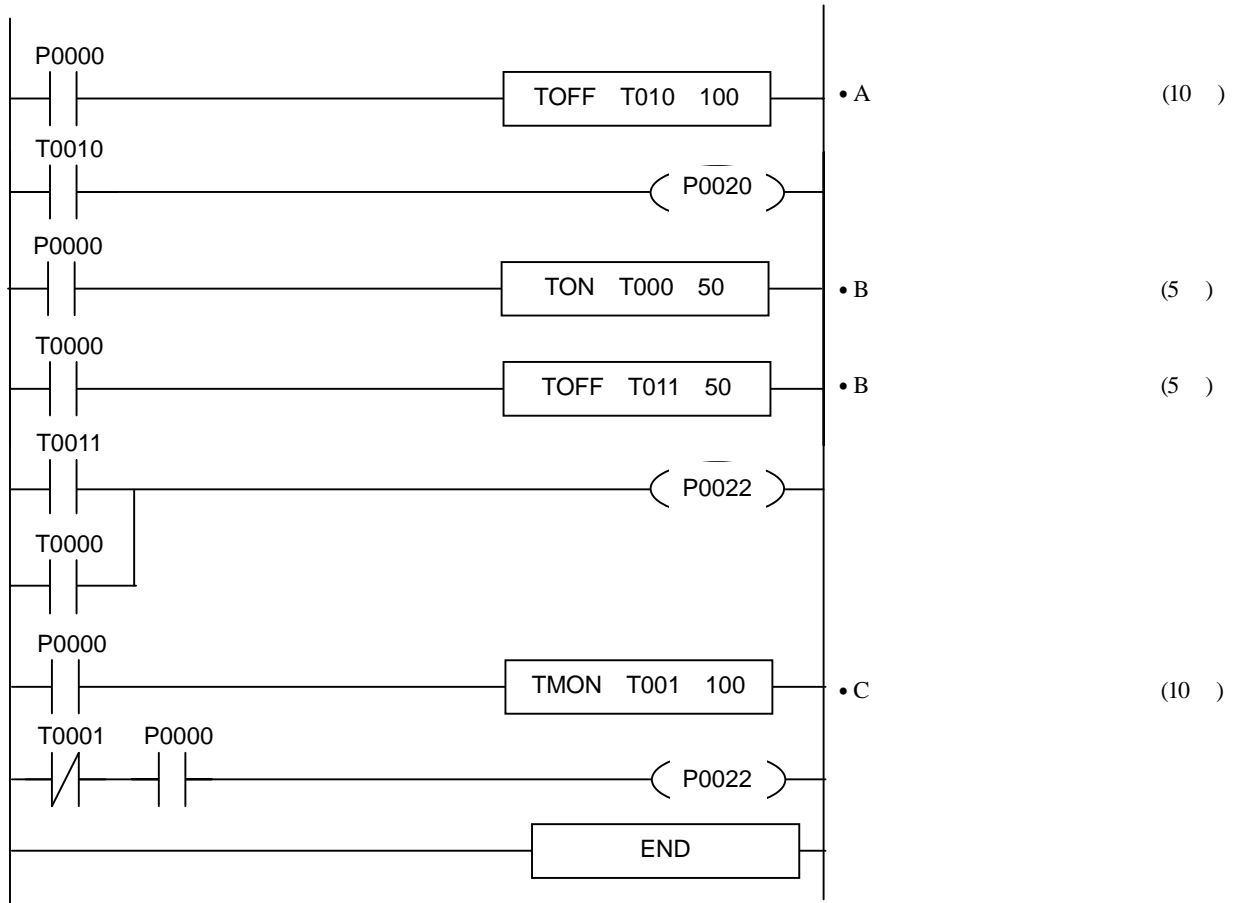 P0000
TOFF T010 100 • A (10 )
T0010
P0020
P0000
TON T000 50 • B (5 )
T0000
TOFF T011 50 • B (5 )
T0011
P0022
T0000
P0000
TMON T001 100 • C (10 )
T0001 P0000
P0022
END